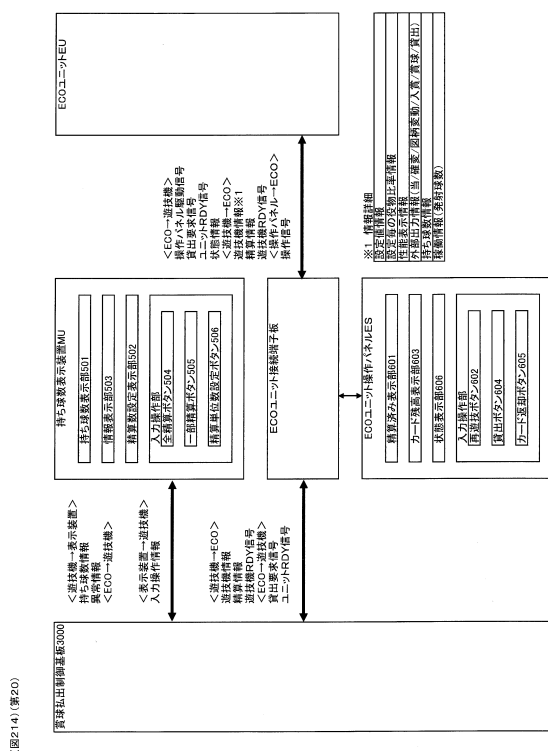 (図214)(第20)
賞球払出制御基板3000
<遊技機→表示装置>
持ち球数情報
異常情報
<ECO→遊技機>
<表示装置→遊技機>
入力操作情報
<遊技機→ECO>
遊技機情報
精算情報
遊技機RDY信号
<ECO→遊技機>
貸出要求信号
ユニットRDY信号
持ち球数表示装置MU
持ち球数表示部501
情報表示部503
精算数設定表示部502
入力操作部
全精算ボタン504
一部精算ボタン505
精算単位数設定ボタン506
ECOユニット接続端子板
ECOユニット操作パネルES
精算済み表示部601
カード残高表示部603
状態表示部606
入力操作部
再遊技ボタン602
貸出ボタン604
カード返却ボタン605
<ECO→遊技機>
操作パネル駆動信号
貸出要求信号
ユニットRDY信号
状態情報
<遊技機→ECO>
遊技機情報※1
精算情報
遊技機RDY信号
<操作パネル→ECO>
操作信号
ECOユニットEU
※1 情報詳細
設定値情報
設定毎の役物比率情報
性能表示情報
外部出力情報(当/確変/図柄変動/入賞/賞球/貸出)
持ち球数情報
稼働情報(発射球数)